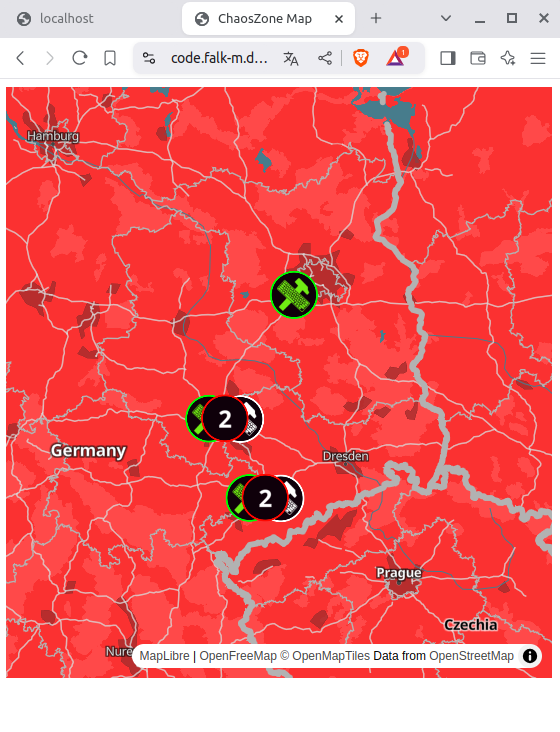 localhost
ChaosZone Map
code.falk-m.d...
1
Hamburg
2
Germany
Dresden
2
Prague
Czechia
Nure
MapLibre | OpenFreeMap © OpenMapTiles Data from OpenStreetMap